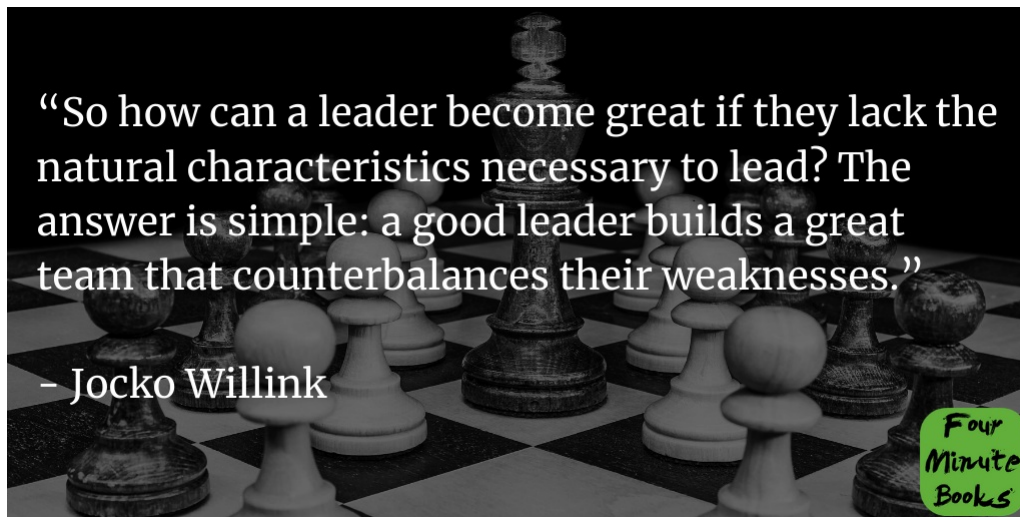 “So how can a leader become great if they lack the
natural characteristics necessary to lead? The
answer is simple: a good leader builds a great
team that counterbalances their weaknesses.”
- Jocko Willink
Four
Minute
Books